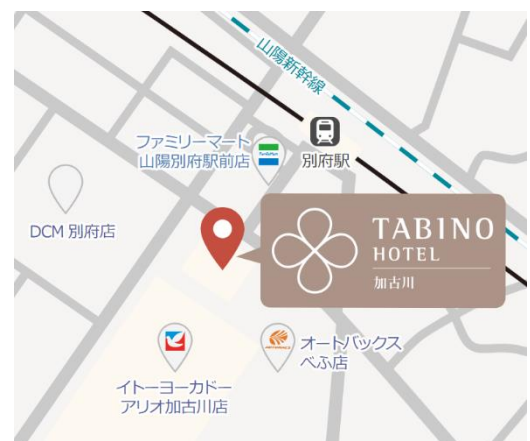 山陽新幹線
ファミリーマート
山陽別府駅前店
FamilyMart
別府駅
DCM 別府店
TABINO
HOTEL
加古川
オートバックス
べふ店
イトーヨーカドー
アリオ加古川店